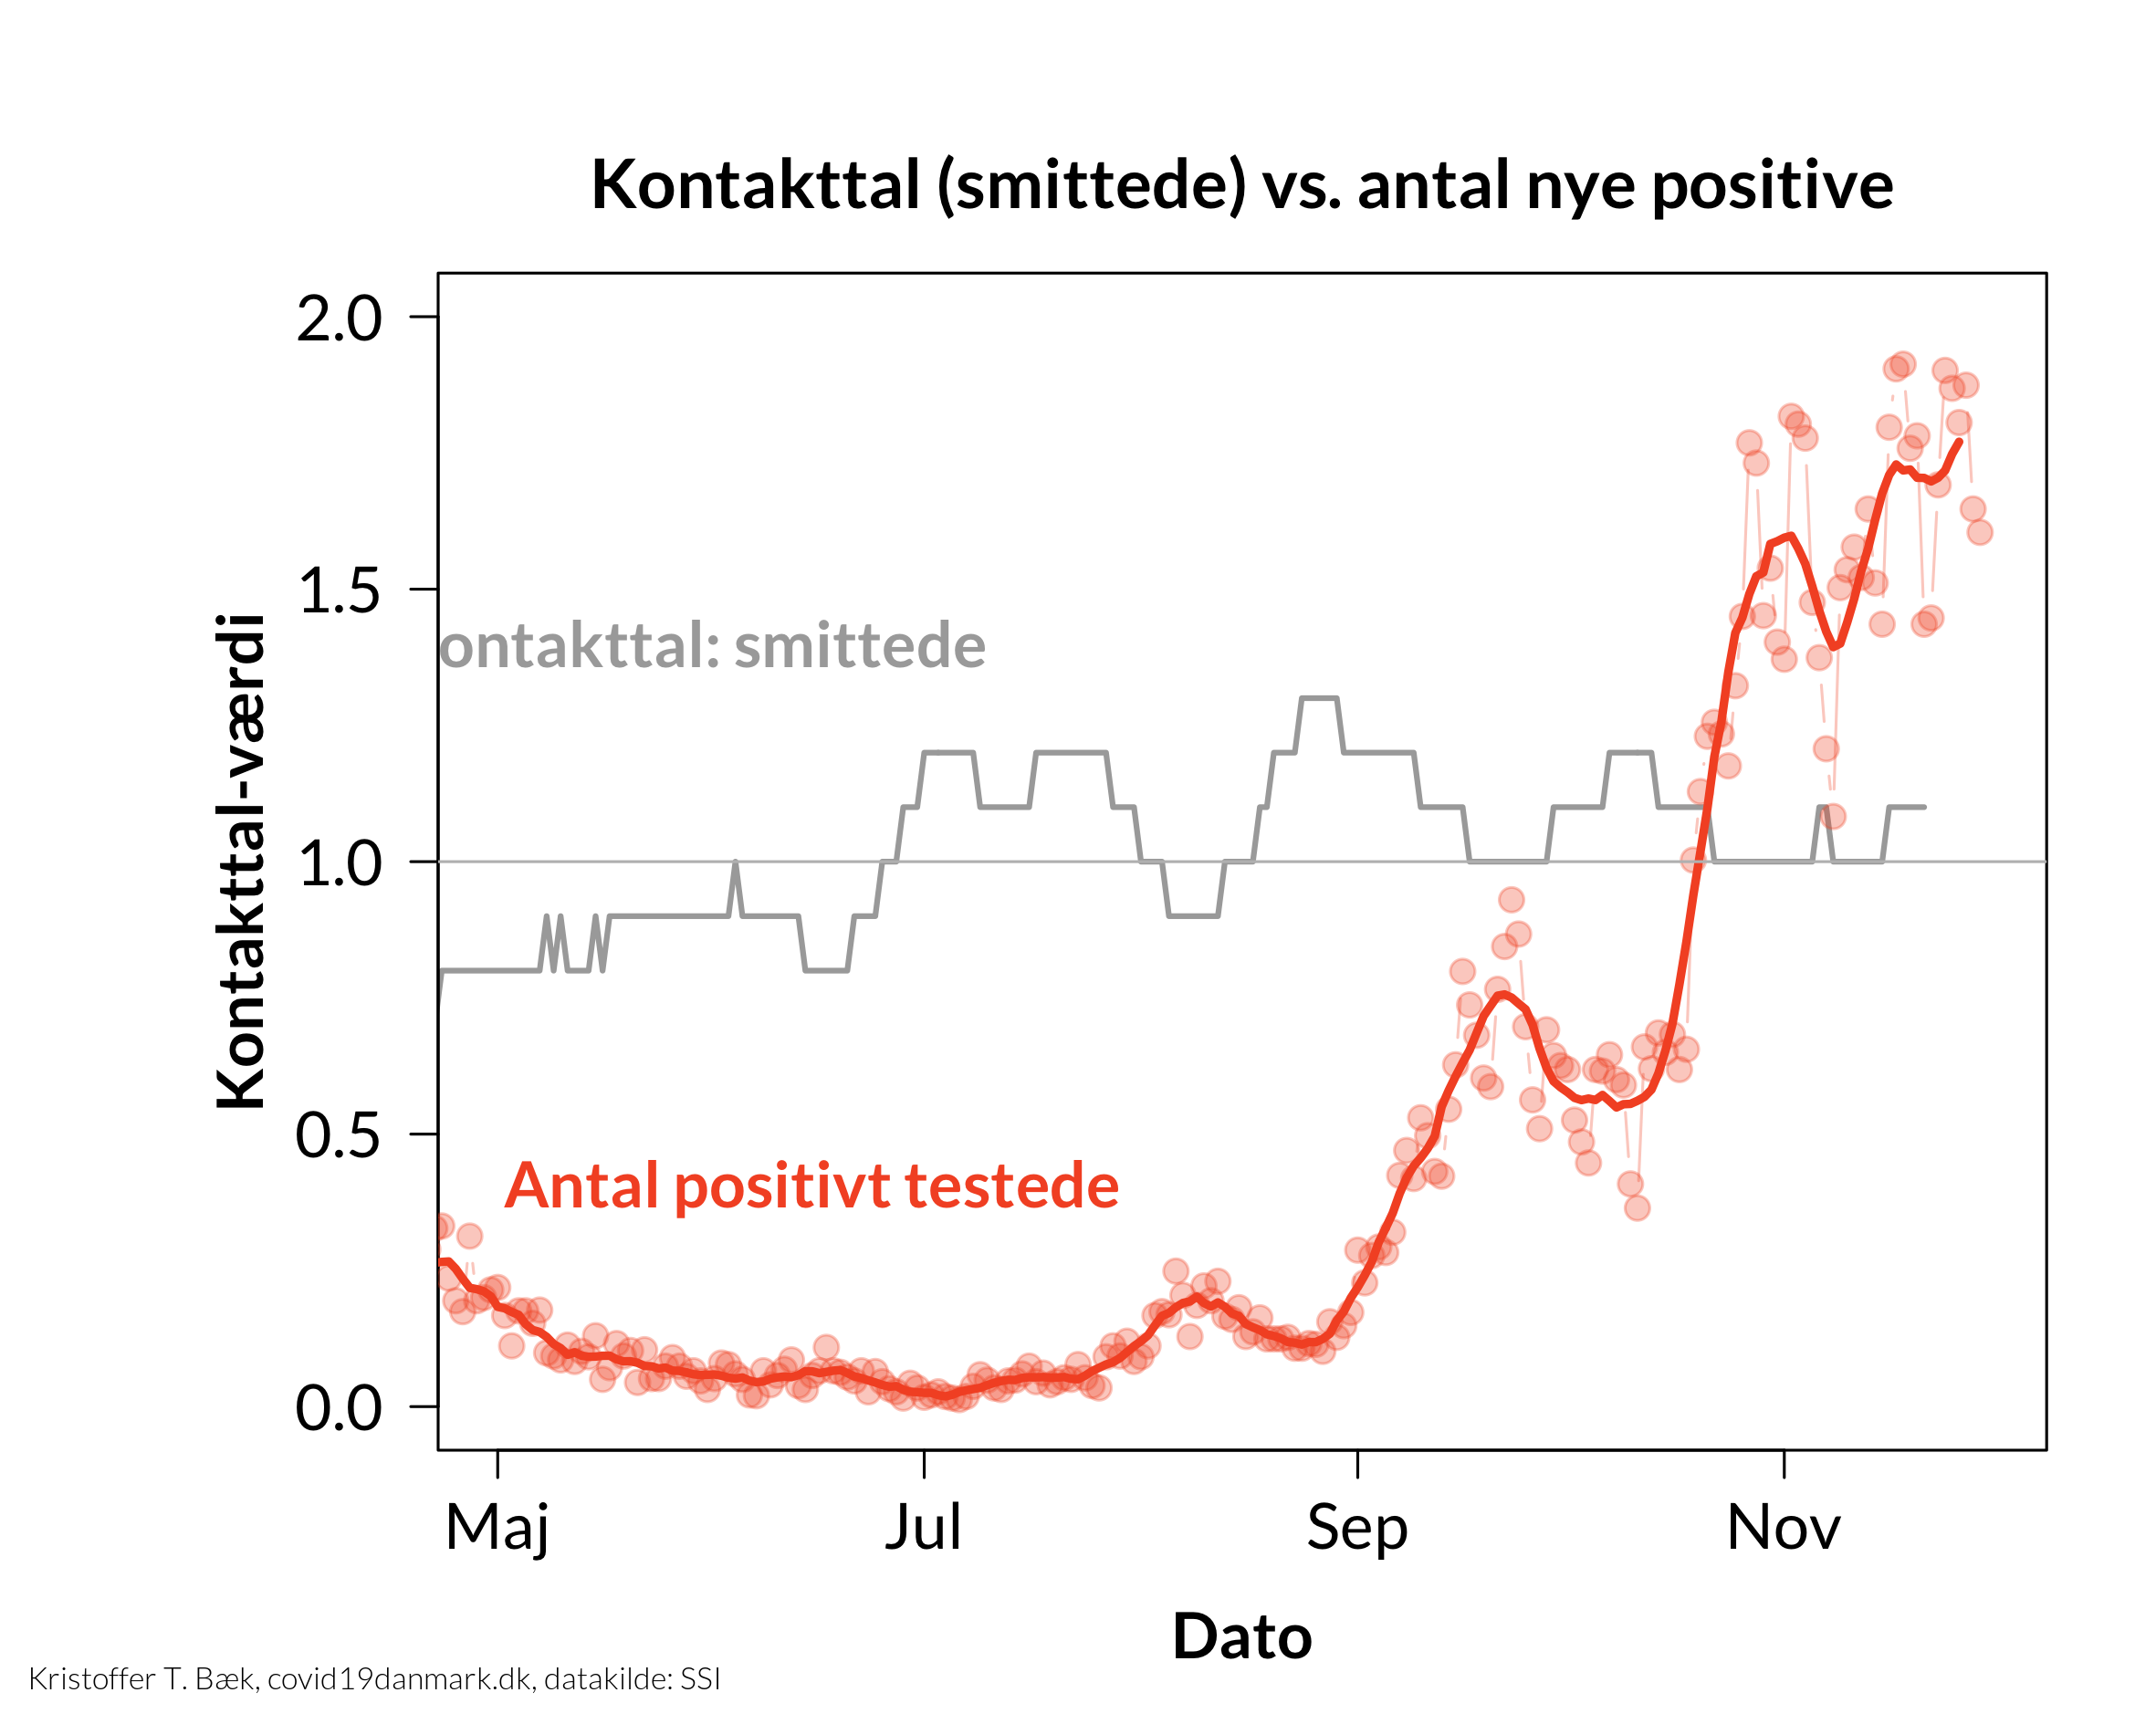 Kontakttal (smittede) vs. antal nye positive
2.0
1.5
1.0
0.5
0.0
Kontakttal-værdi
ontakttal: smittede
Antal positivt testede
Maj
Jul
Sep
Nov
Dato
Kristoffer T. Bæk, covid19danmark.dk, datakilde: SSI